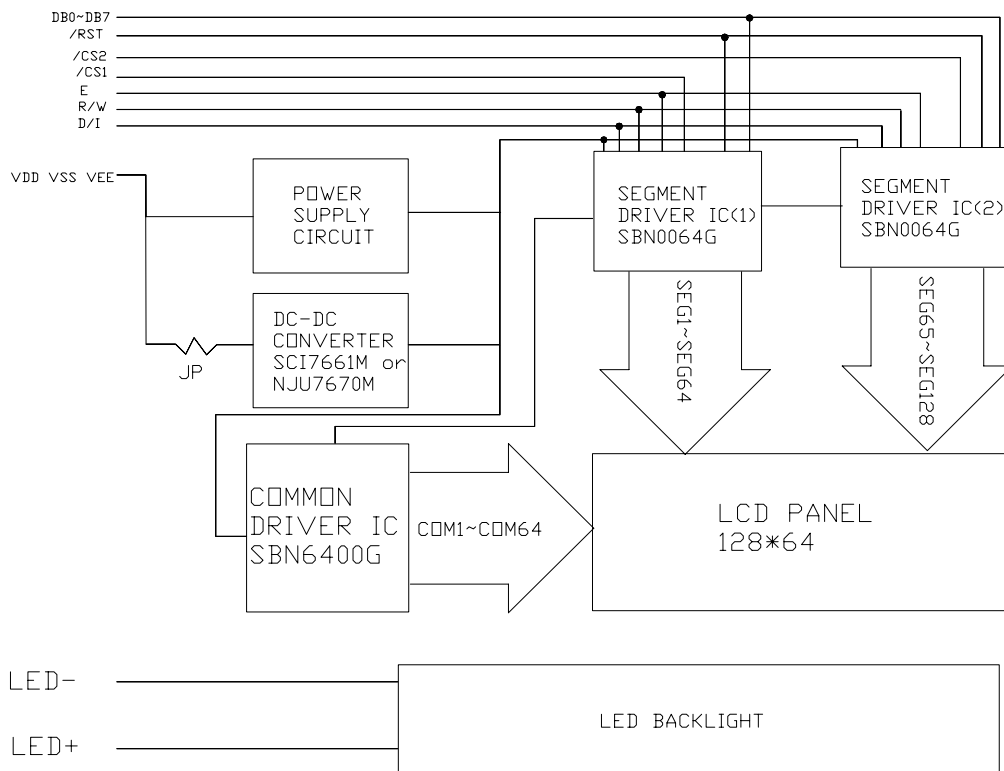 DB0~DB7
/RST
/CS2
/CS1
E
R/W
D/I
VDD VSS VEE
POWER
SUPPLY
CIRCUIT
SEGMENT
DRIVER IC(1)
SBN0064G
SEGMENT
DRIVER IC(2)
SBN0064G
DC-DC
CONVERTER
SCI7661M or
NJU7670M
JP
SEG1~SEG64
SEG65~SEG128
COMMON
DRIVER IC
SBN6400G
COM1~COM64
LCD PANEL
128*64
LED-
LED+
LED BACKLIGHT